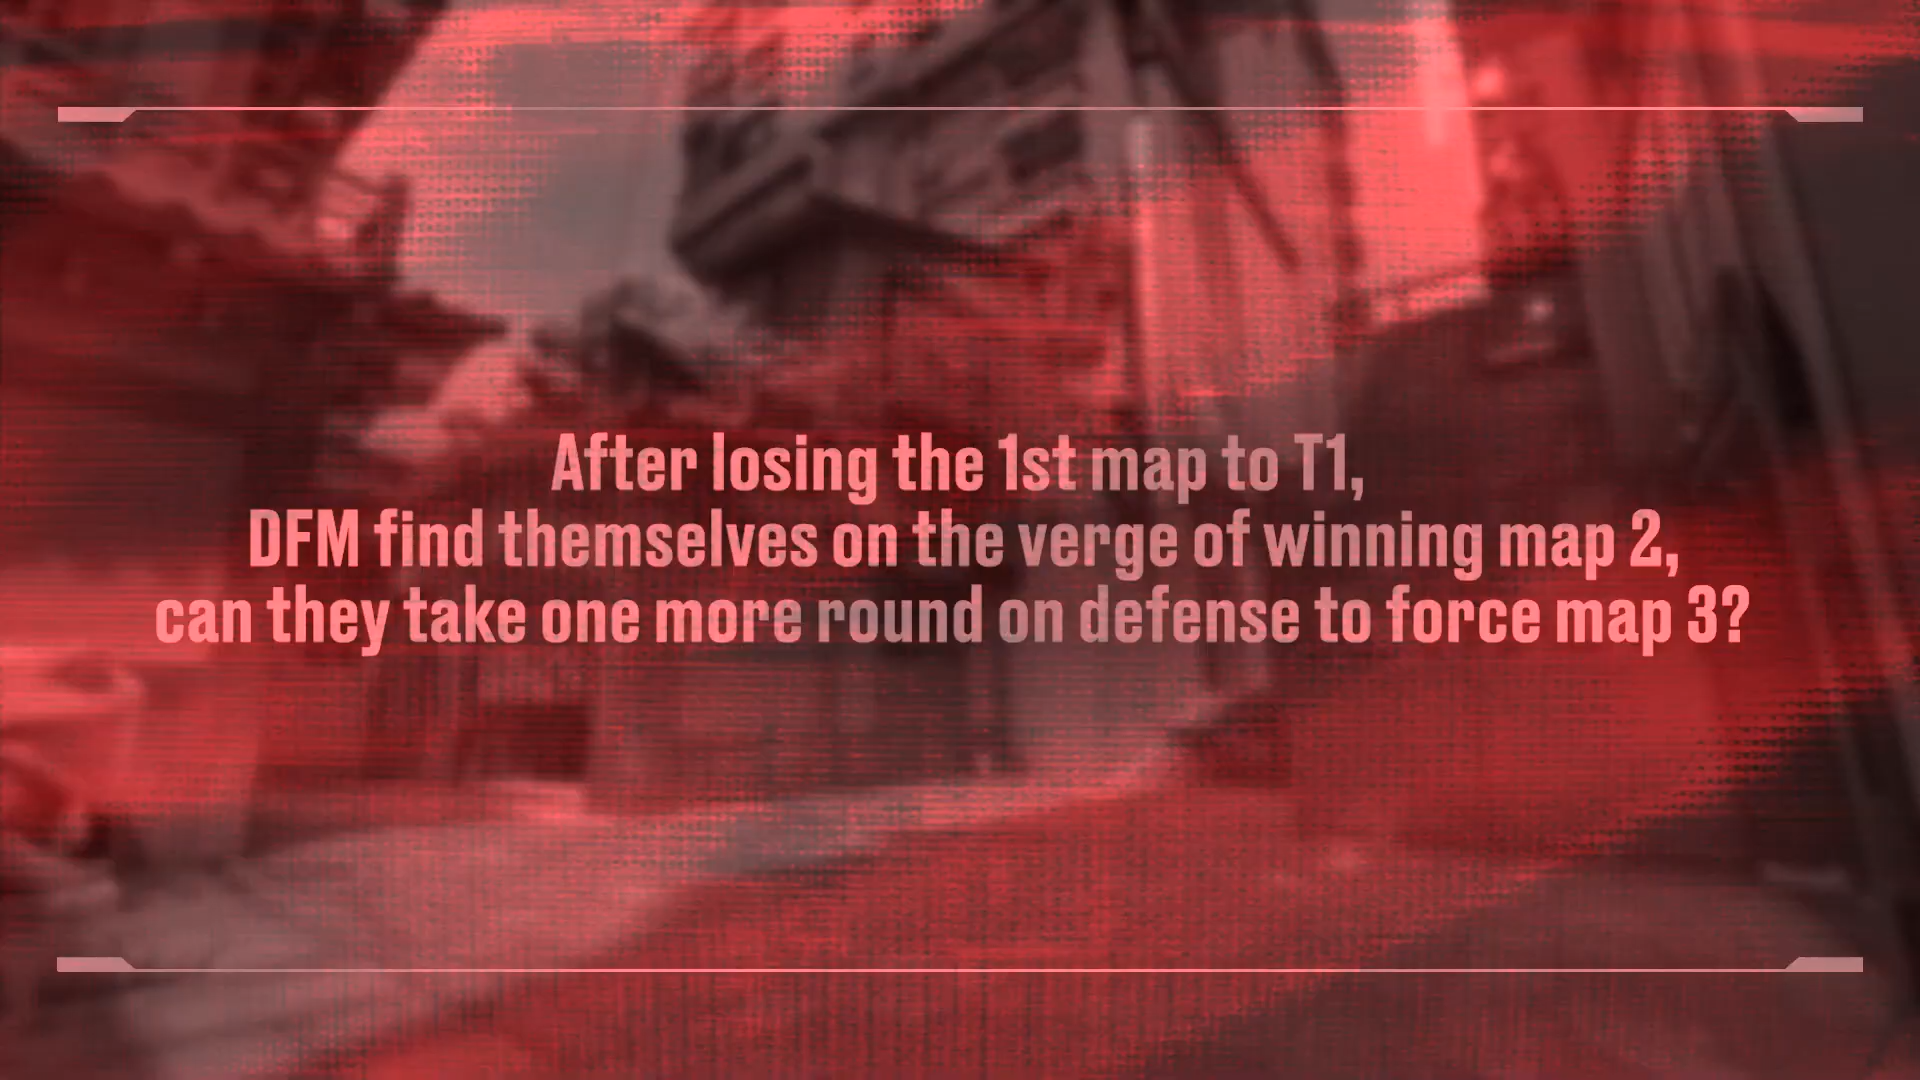 After losing the 1st map to T1,
DFM find themselves on the verge of winning map 2,
can they take one more round on defense to force map 3?